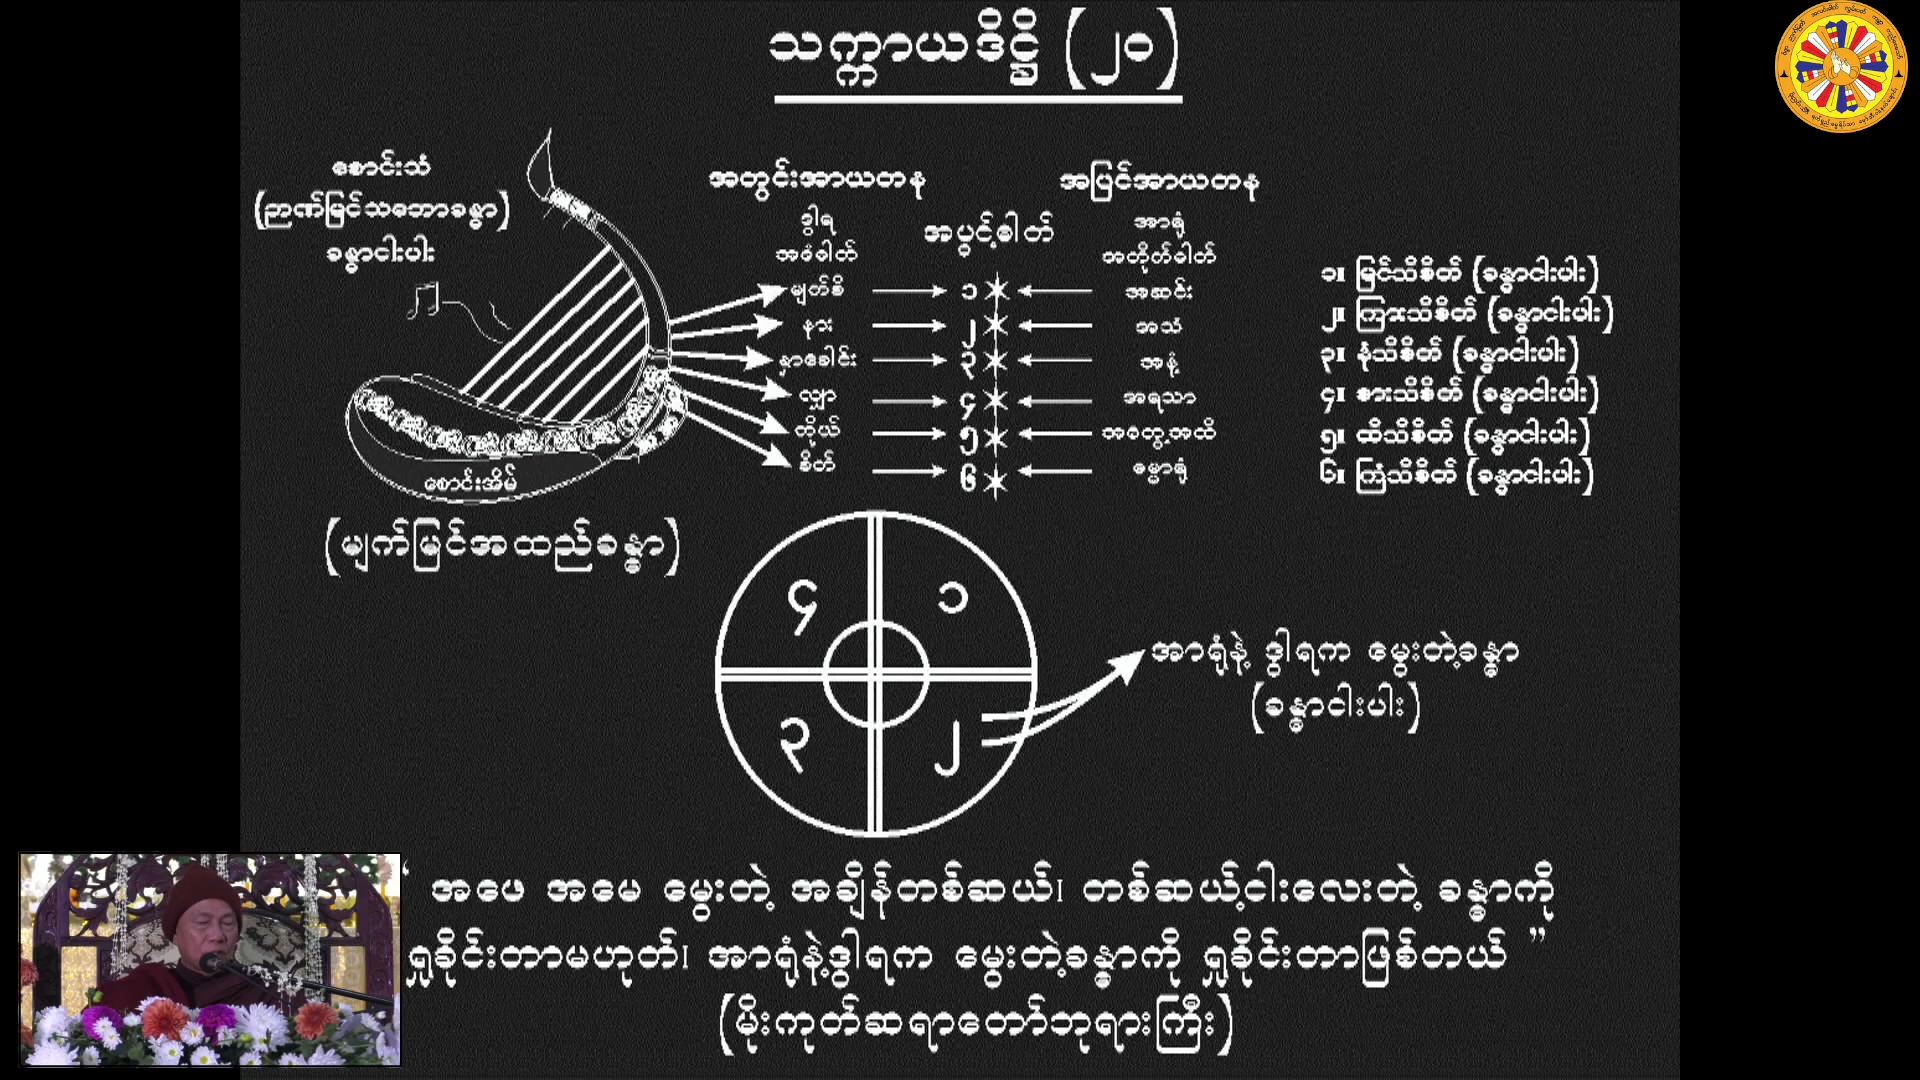 သက္ကာယဒိဋ္ဌိ (၂၀)
စောင်းသံ
(ဉာဏ်မြင်သဘောခန္ဓာ)
ခန္ဓာငါးပါး
စောင်းအိမ်
(မျက်မြင်အထည်ခန္ဓာ)
အတွင်းအာယတန
အပြင်အာယတန
ဒွါရ
အခံဓါတ်
အပွင့်ဓါတ်
အာရုံ
အတိုက်ဓါတ်
မျက်စိ ၁ အဆင်း
နား ၂ အသံ
နှာခေါင်း ၃ အနံ့
လျှာ ၄ အရသာ
ကိုယ် ၅ အတွေ့အထိ
စိတ် ၆ ဓမ္မာရုံ
၁။ မြင်သိစိတ် (ခန္ဓာငါးပါး)
၂။ ကြားသိစိတ် (ခန္ဓာငါးပါး)
၃။ နံသိစိတ် (ခန္ဓာငါးပါး)
၄။ စားသိစိတ် (ခန္ဓာငါးပါး)
၅။ ထိသိစိတ် (ခန္ဓာငါးပါး)
၆။ ကြံသိစိတ် (ခန္ဓာငါးပါး)
၄ ၁
၃ ၂
အာရုံနဲ့ ဒွါရက မွေးတဲ့ခန္ဓာ
(ခန္ဓာငါးပါး)
‘ အဖေ အမေ မွေးတဲ့ အချိန်တစ်ဆယ်၊ တစ်ဆယ့်ငါးလေးတဲ့ ခန္ဓာကို
ရှုခိုင်းတာမဟုတ်၊ အာရုံနဲ့ဒွါရက မွေးတဲ့ခန္ဓာကို ရှုခိုင်းတာဖြစ်တယ် ”
(မိုးကုတ်ဆရာတော်ဘုရားကြီး)